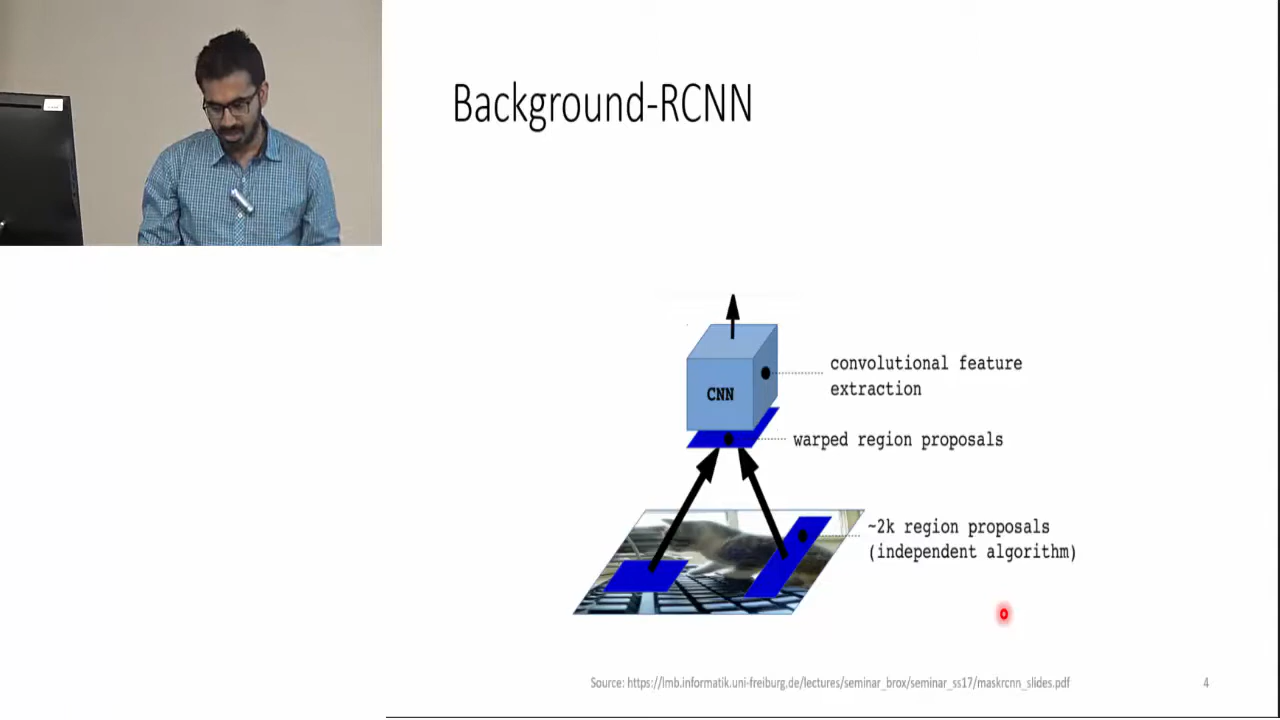 Background-RCNN
convolutional feature
extraction
CNN
warped region proposals
~2k region proposals
(independent algorithm)
Source: https://lmb.informatik.uni-freiburg.de/lectures/seminar_brox/seminar_ss17/maskrcnn_slides.pdf
4